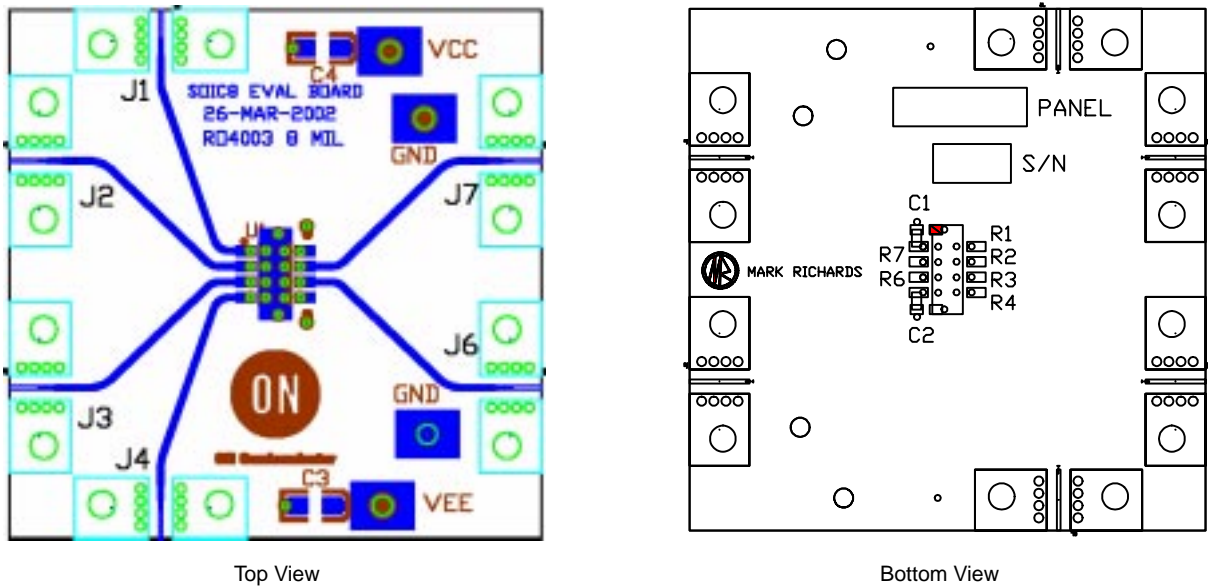 VCC
C4
J1
SOIC8 EVAL BOARD
26-MAR-2002
RO4003 8 MIL
GND
J2
J7
U1
J6
GND
ON
J3
J4
ON Semiconductor
C3
VEE
Top View
PANEL
S/N
C1
R1
R7
R2
R6
R3
R4
C2
MARK RICHARDS
Bottom View